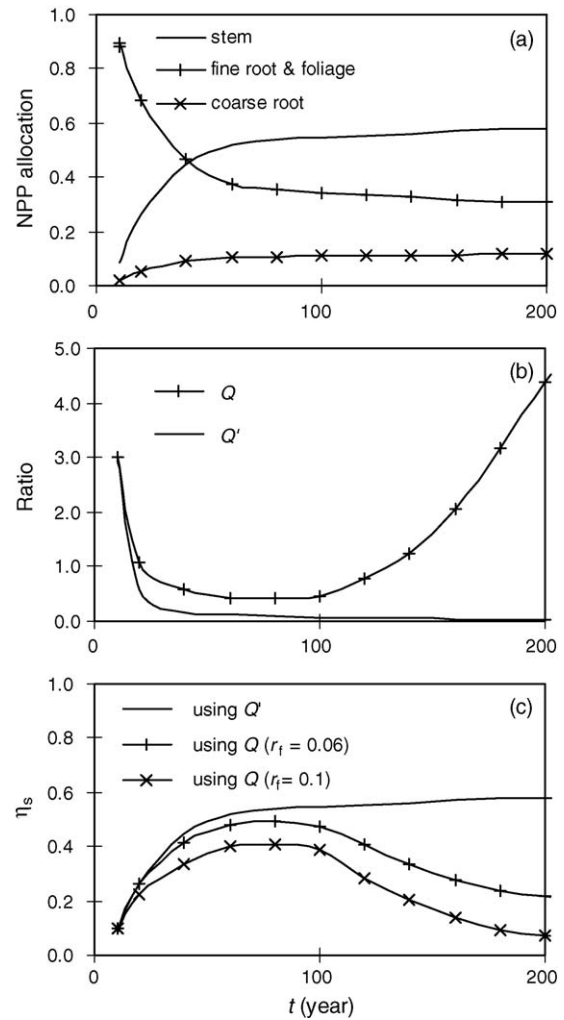 (a)
stem
fine root & foliage
coarse root
NPP allocation
1.0
0.8
0.6
0.4
0.2
0.0
0
100
200
(b)
Q
Q'
Ratio
5.0
4.0
3.0
2.0
1.0
0.0
0
100
200
(c)
using Q'
using Q (rf = 0.06)
using Q (rf= 0.1)
ηs
1.0
0.8
0.6
0.4
0.2
0.0
0
100
200
t (year)